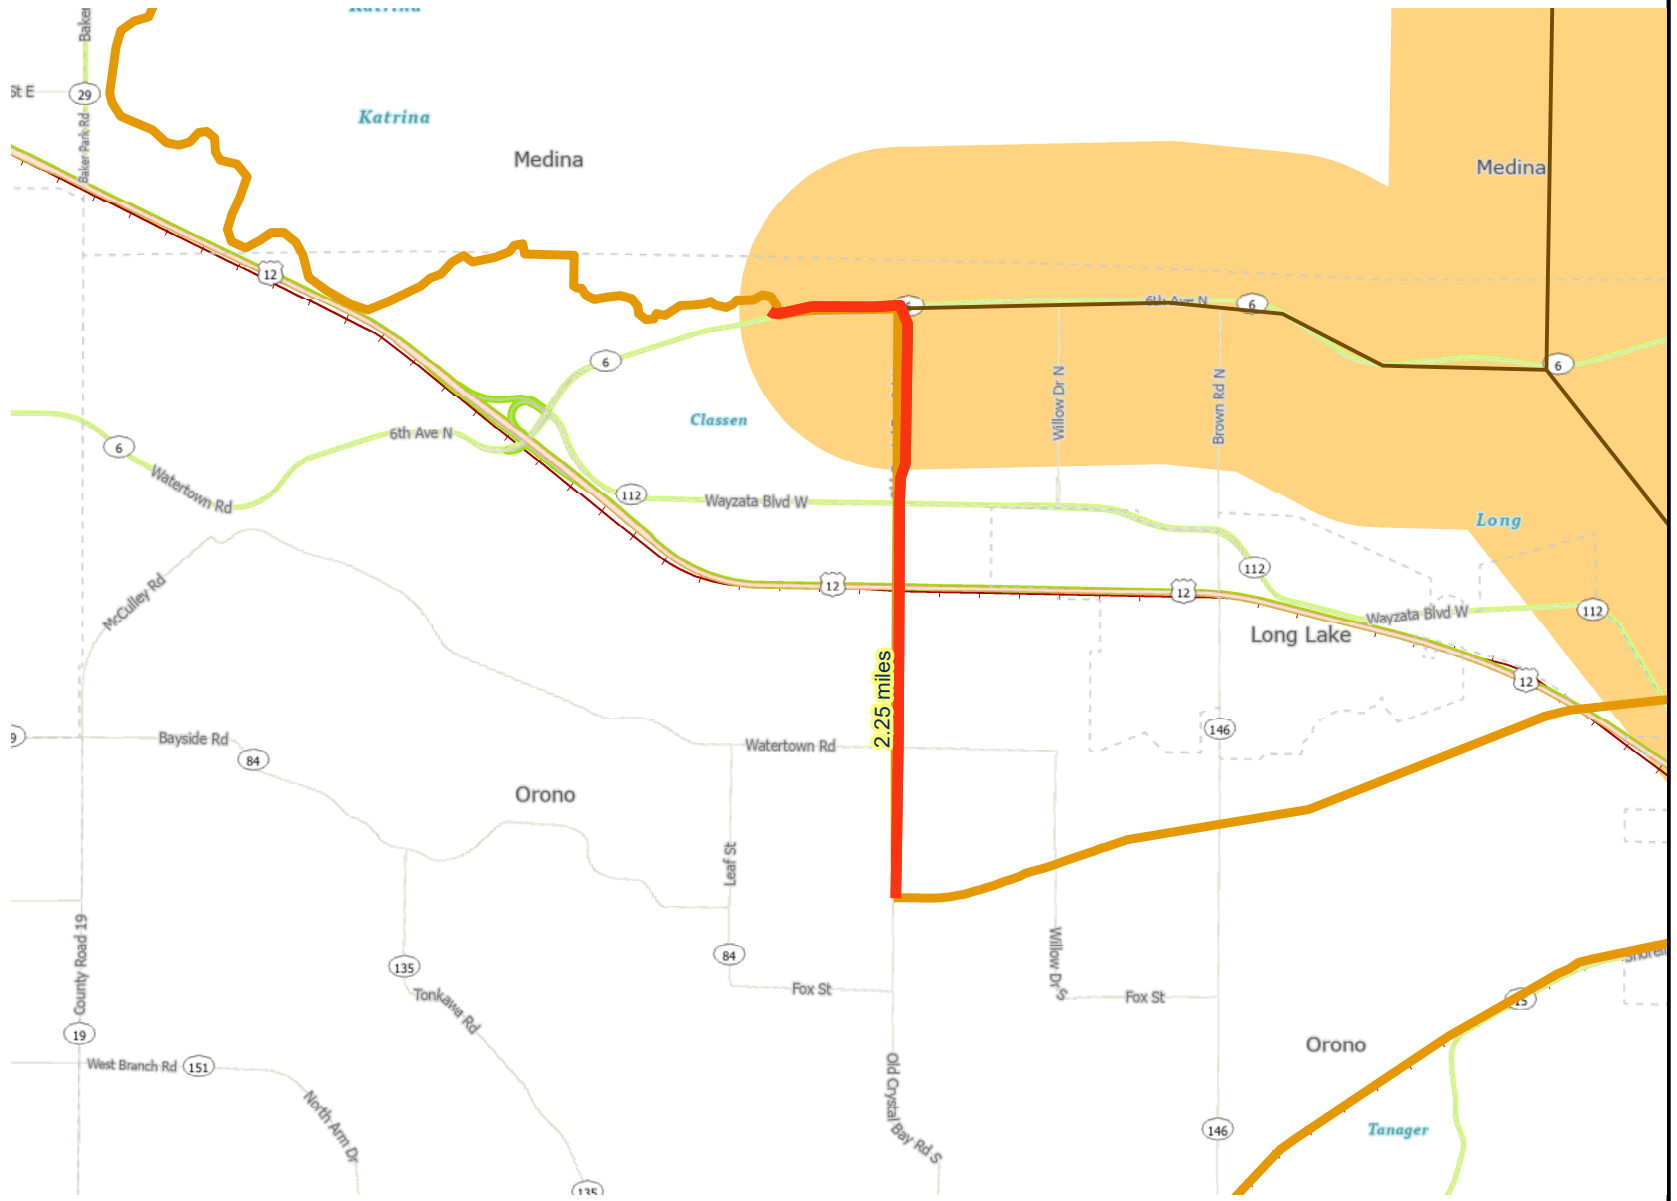 Katrina
Baker
St E
29
Baker Park Rd
Katrina
Medina
Medina
12
6
6th Ave N
6
6
6
Classen
Willow Dr N
Brown Rd N
6th Ave N
6
Watertown Rd
112
Wayzata Blvd W
Long
112
12
12
McCulley Rd
Wayzata Blvd W
112
Long Lake
12
2.25 miles
9
Bayside Rd
84
Watertown Rd
146
Orono
Leaf St
County Road 19
84
135
Willow Dr S
Fox St
Fox St
Tonkawa Rd
15
19
Orono
West Branch Rd
151
North Arm Dr
Old Crystal Bay Rd S
146
Tanager
135